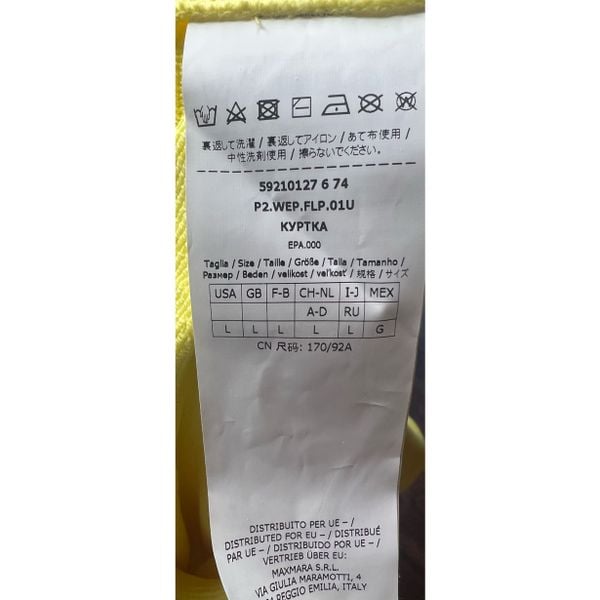 裏返して洗濯 / 裏返してアイロン / あて布使用 /
中性洗剤使用 / 擦らないでください。
59210127 6 74
P2.WEP.FLP.01U
КУРТКА
EPA.000
Taglia / Size / Taille / Größe / Talla / Tamanho /
Размер / Beden / velikost / veľkosť / 规格 / サイズ
USA GB F-B CH-NL I-J MEX
A-D RU
L L L L L G
CN 尺码: 170/92A
DISTRIBUITO PER UE – /
DISTRIBUTED FOR EU – / DISTRIBUÉ
PAR UE – / DISTRIBUIDO POR UE – /
VERTRIEB ÜBER EU:
MAXMARA S.R.L.
VIA GIULIA MARAMOTTI, 4
REGGIO EMILIA, ITALY